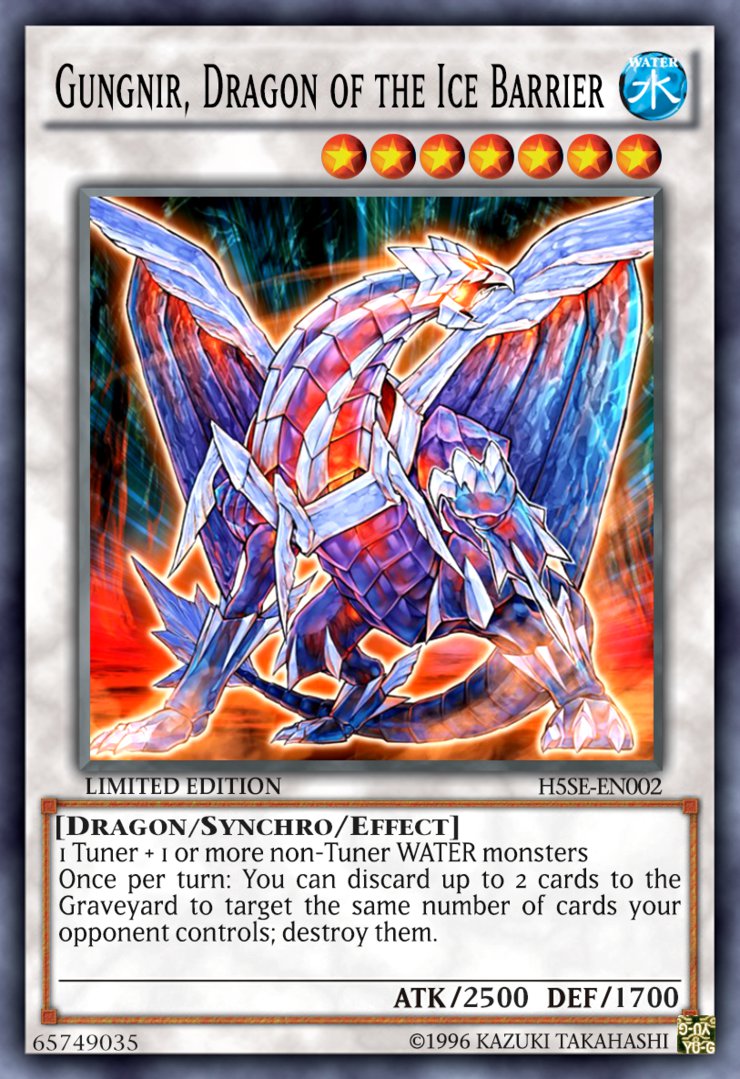 Gungnir, Dragon of the Ice Barrier
WATER
水
LIMITED EDITION
H5SE-EN002
[Dragon/Synchro/Effect]
1 Tuner + 1 or more non-Tuner WATER monsters
Once per turn: You can discard up to 2 cards to the
Graveyard to target the same number of cards your
opponent controls; destroy them.
ATK/2500 DEF/1700
65749035
©1996 KAZUKI TAKAHASHI
YU-G
YU-G